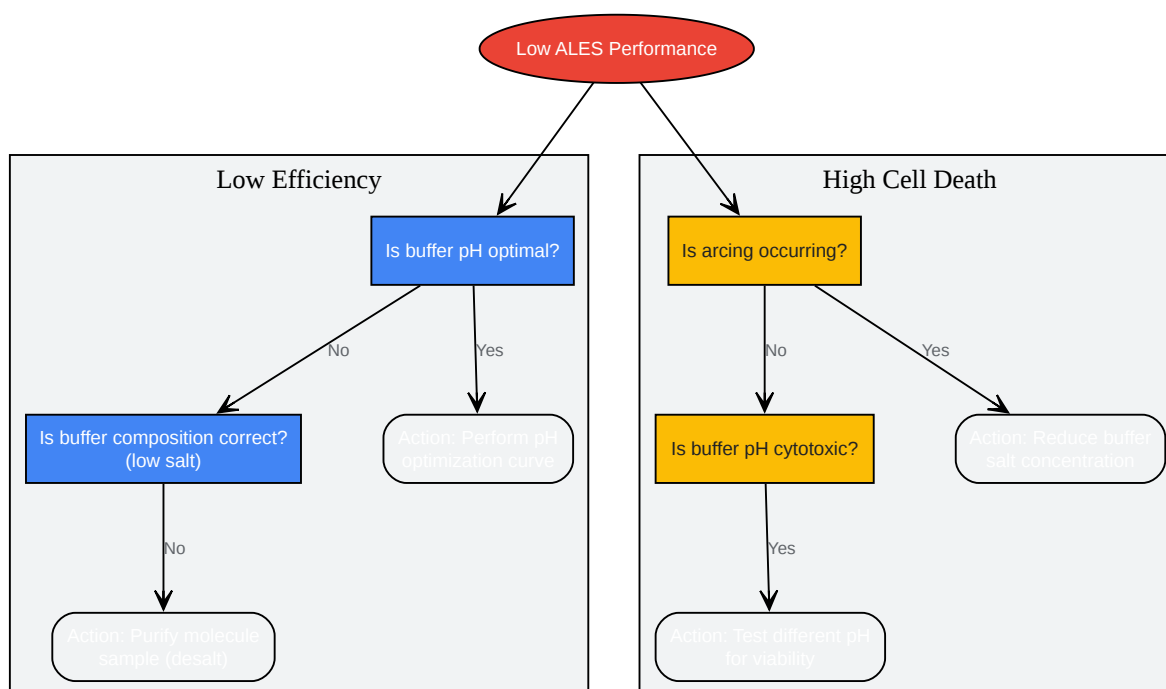 Low ALES Performance
Low Efficiency
High Cell Death
Is buffer pH optimal?
Is arcing occurring?
No
Yes
No
Yes
Is buffer composition correct?
(low salt)
Action: Perform pH
optimization curve
Is buffer pH cytotoxic?
Action: Reduce buffer
salt concentration
No
Yes
Action: Purify molecule
sample (desalt)
Action: Test different pH
for viability